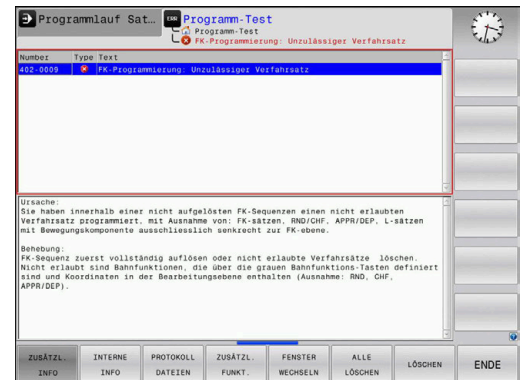 Programmlauf Sat…
ERR Programm-Test
Programm-Test
FK-Programmierung: Unzulässiger Verfahrsatz
Number Type Text
402-0009 FK-Programmierung: Unzulässiger Verfahrsatz
Ursache:
Sie haben innerhalb einer nicht aufgelösten FK-Sequenzen einen nicht erlaubten
Verfahrsatz programmiert, mit Ausnahme von: FK-sätzen, RND/CHF, APPR/DEP, L-sätzen
mit Bewegungskomponente ausschliesslich senkrecht zur FK-ebene.
Behebung:
FK-Sequenz zuerst vollständig auflösen oder nicht erlaubte Verfahrsätze löschen.
Nicht erlaubt sind Bahnfunktionen, die über die grauen Bahnfunktions-Tasten definiert
sind und Koordinaten in der Bearbeitungsebene enthalten (Ausnahme: RND, CHF,
APPR/DEP).
ZUSÄTZL. INFO
INTERNE INFO
PROTOKOLL DATEIEN
ZUSÄTZL. FUNKT.
FENSTER WECHSELN
ALLE LÖSCHEN
LÖSCHEN
ENDE